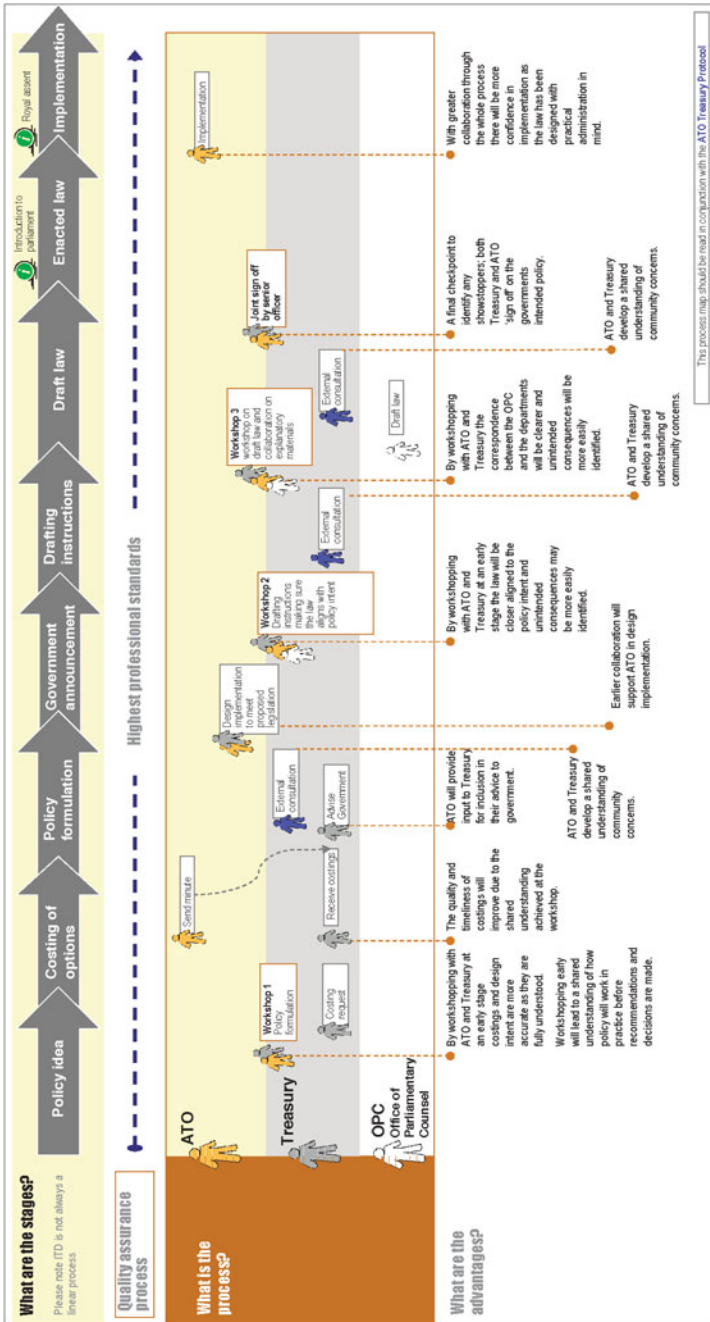 What are the stages?
Please note ITD is not always a
linear process
Policy idea
Costing of
options
Policy
formulation
Government
announcement
Drafting
instructions
Draft law
Enacted law
Implementation
Introduction to
parliament
Royal assent
Quality assurance
process
Highest professional standards
What is the
process?
ATO
Treasury
OPC
Office of
Parliamentary
Counsel
Workshop 1
Policy
formulation
Costing
request
Send minute
Receive costings
External
consultation
Advise
Government
Design
implementation
to meet
proposed
legislation
Workshop 2
Drafting
instructions
making sure
the law
aligns with
policy intent
External
consultation
Workshop 3
workshop on
draft law and
collaboration on
explanatory
materials
External
consultation
Draft law
Joint sign off
by senior
officer
Implementation
What are the
advantages?
By workshopping with
ATO and Treasury at
an early stage
costings and design
intent are more
accurate as they are
fully understood.
Workshopping early
will lead to a shared
understanding of how
policy will work in
practice before
recommendations and
decisions are made.
The quality and
timeliness of
costings will
improve due to the
shared
understanding
achieved at the
workshop.
ATO will provide
input to Treasury
for inclusion in
their advice to
government.
ATO and Treasury
develop a shared
understanding of
community
concerns.
Earlier collaboration will
support ATO in design
implementation.
By workshopping
with ATO and
Treasury at an early
stage the law will be
closer aligned to the
policy intent and
unintended
consequences may
be more easily
identified.
ATO and Treasury
develop a shared
understanding of
community concerns.
By workshopping
with ATO and
Treasury the
correspondence
between the OPC
and the departments
will be clearer and
unintended
consequences will be
more easily
identified.
ATO and Treasury
develop a shared
understanding of
community concerns.
A final checkpoint to
identify any
showstoppers; both
Treasury and ATO
'sign off' on the
governments
intended policy.
With greater
collaboration through
the whole process
there will be more
confidence in
implementation as
the law has been
designed with
practical
administration in
mind.
This process map should be read in conjunction with the ATO Treasury Protocol